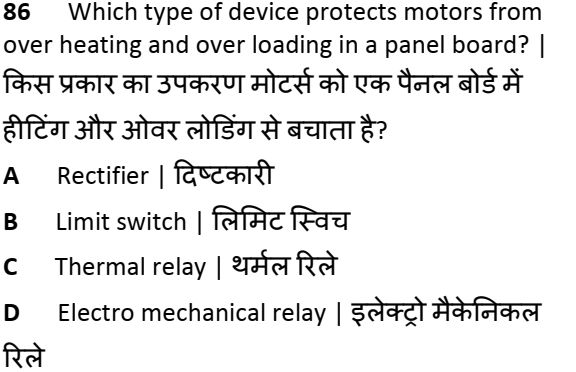 86 Which type of device protects motors from
over heating and over loading in a panel board? |
किस प्रकार का उपकरण मोटर्स को एक पैनल बोर्ड में
हीटिंग और ओवर लोडिंग से बचाता है?
A Rectifier | दिष्टकारी
B Limit switch | लिमिट स्विच
C Thermal relay | थर्मल रिले
D Electro mechanical relay | इलेक्ट्रो मैकेनिकल
रिले